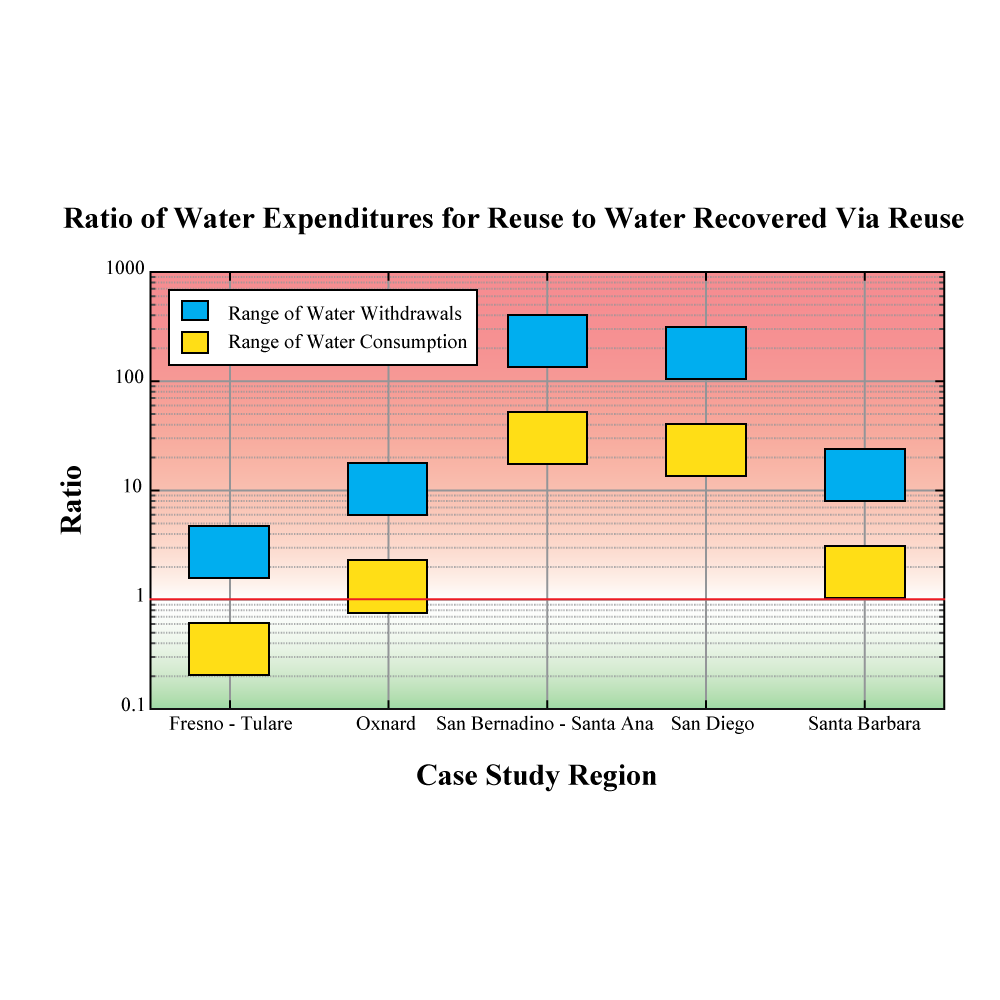 Ratio of Water Expenditures for Reuse to Water Recovered Via Reuse
1000
Range of Water Withdrawals
Range of Water Consumption
100
10
Ratio
1
0.1
Fresno - Tulare Oxnard San Bernadino - Santa Ana San Diego Santa Barbara
Case Study Region